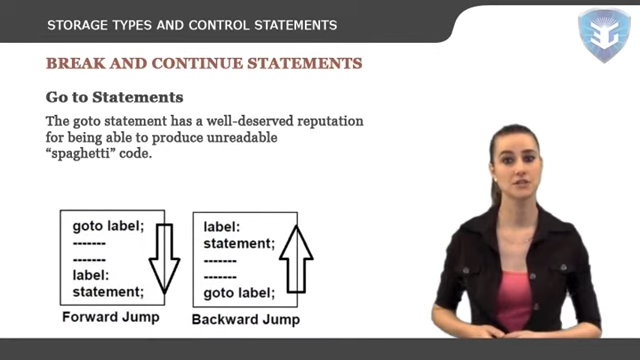 STORAGE TYPES AND CONTROL STATEMENTS
BREAK AND CONTINUE STATEMENTS
Go to Statements
The goto statement has a well-deserved reputation
for being able to produce unreadable
“spaghetti” code.
goto label;
-------
-------
label:
statement;
Forward Jump
label:
statement;
-------
-------
goto label;
Backward Jump